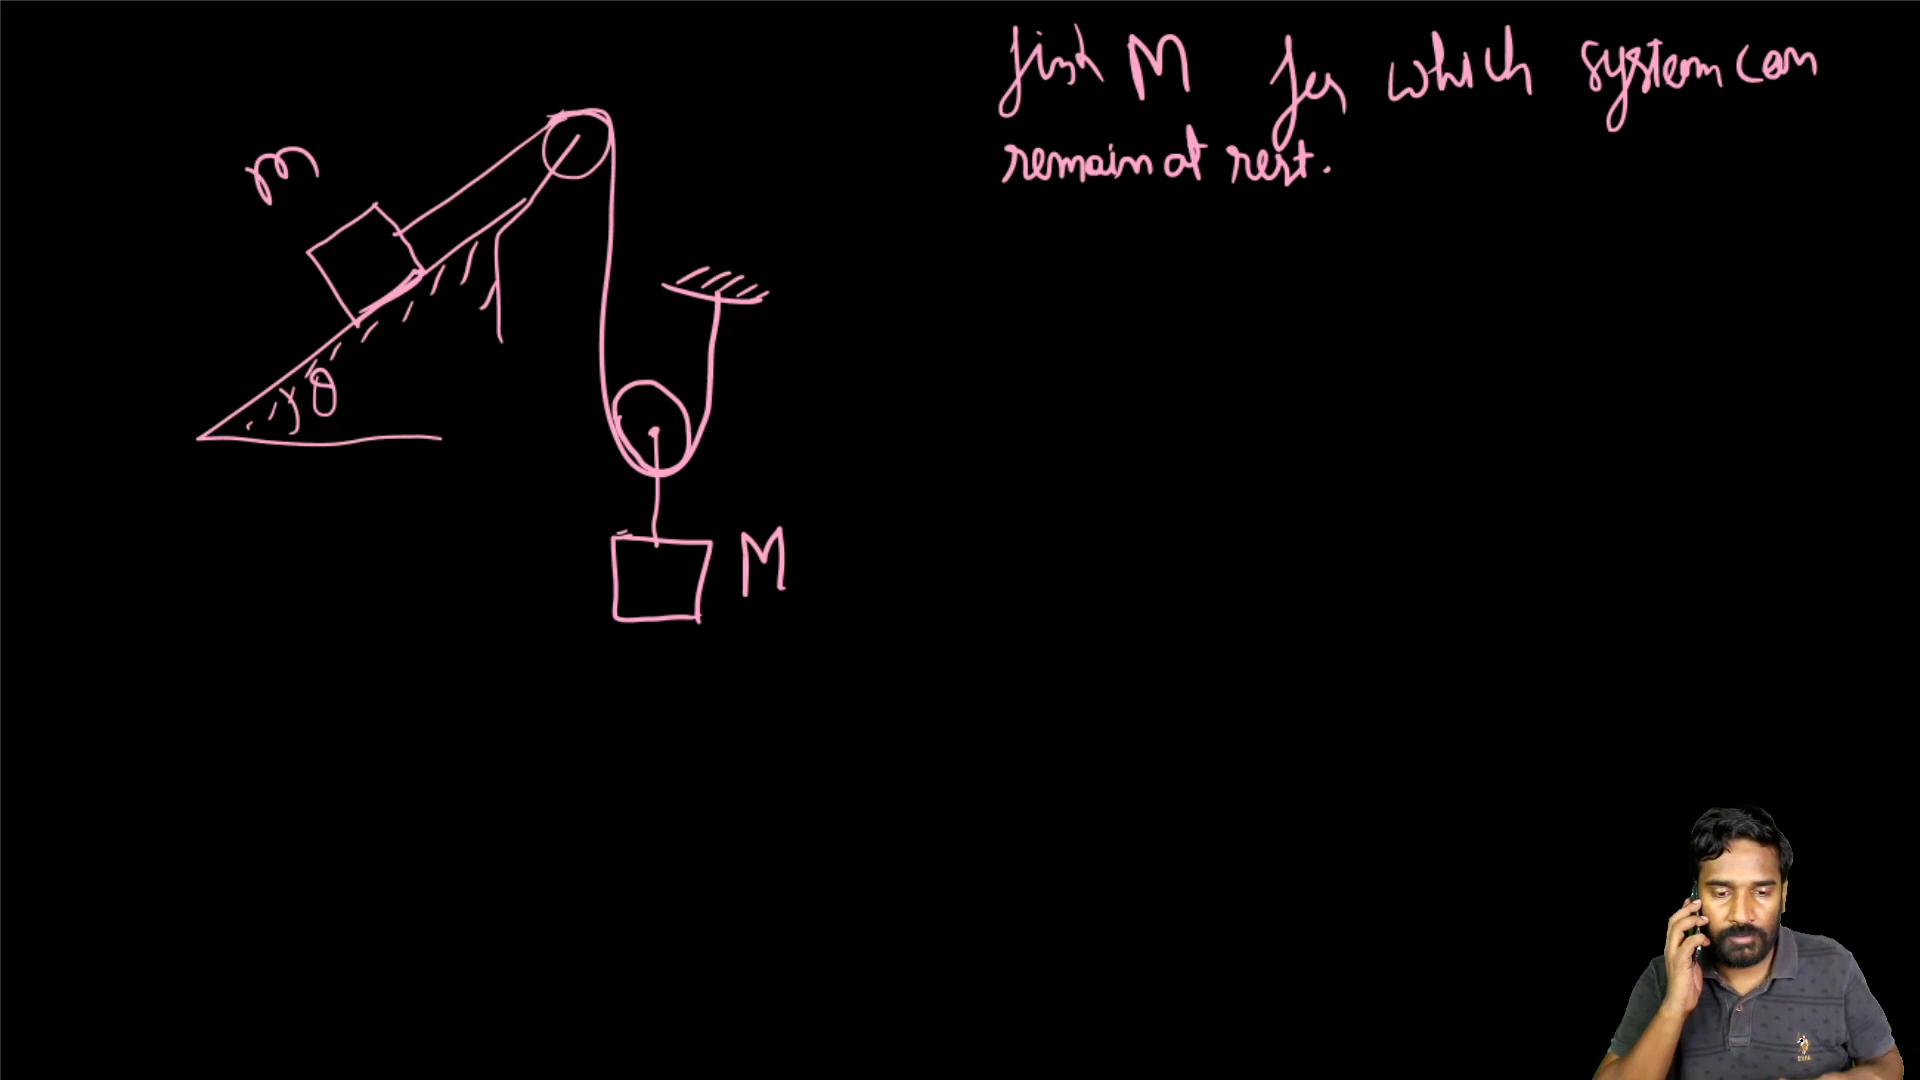 find M for which system can
remain at rest.
m
θ
M